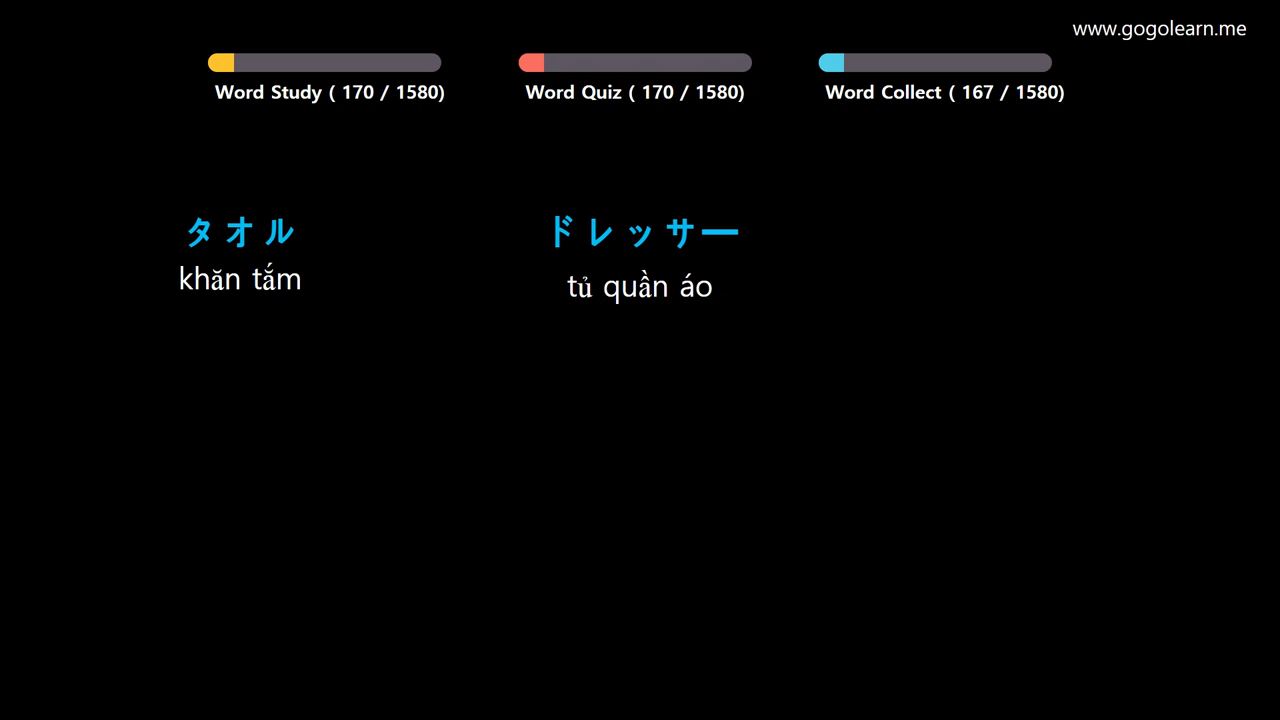 www.gogolearn.me
Word Study ( 170 / 1580)
Word Quiz ( 170 / 1580)
Word Collect ( 167 / 1580)
タオル
khăn tắm
ドレッサー
tủ quần áo